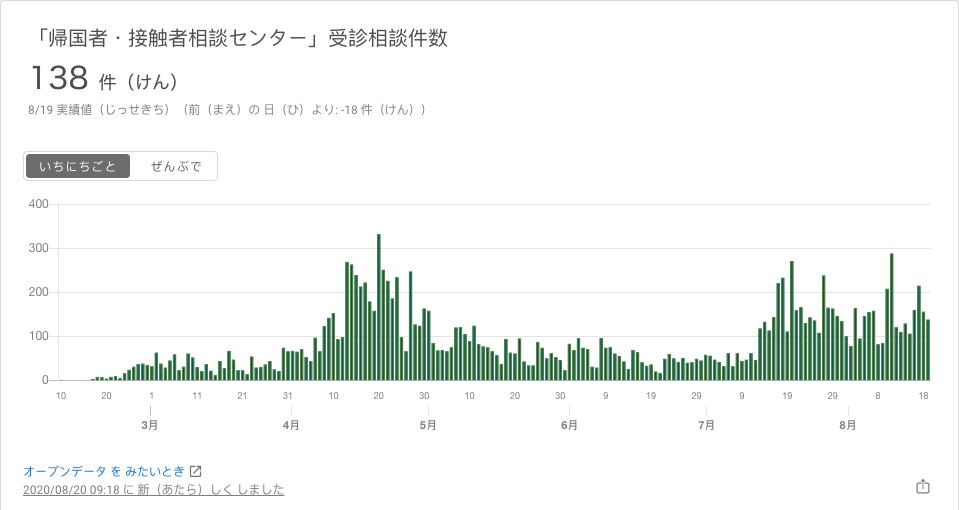 「帰国者・接触者相談センター」受診相談件数
138 件（けん）
8/19 実績値（じっせきち）（前（まえ）の 日（ひ）より: -18 件（けん））
いちにちごと ぜんぶで
400
300
200
100
0
10 20 1 11 21 31 10 20 30 10 20 30 9 19 29 9 19 29 8 18
3月 4月 5月 6月 7月 8月
オープンデータ を みたいとき
2020/08/20 09:18 に 新（あたら）しく しました